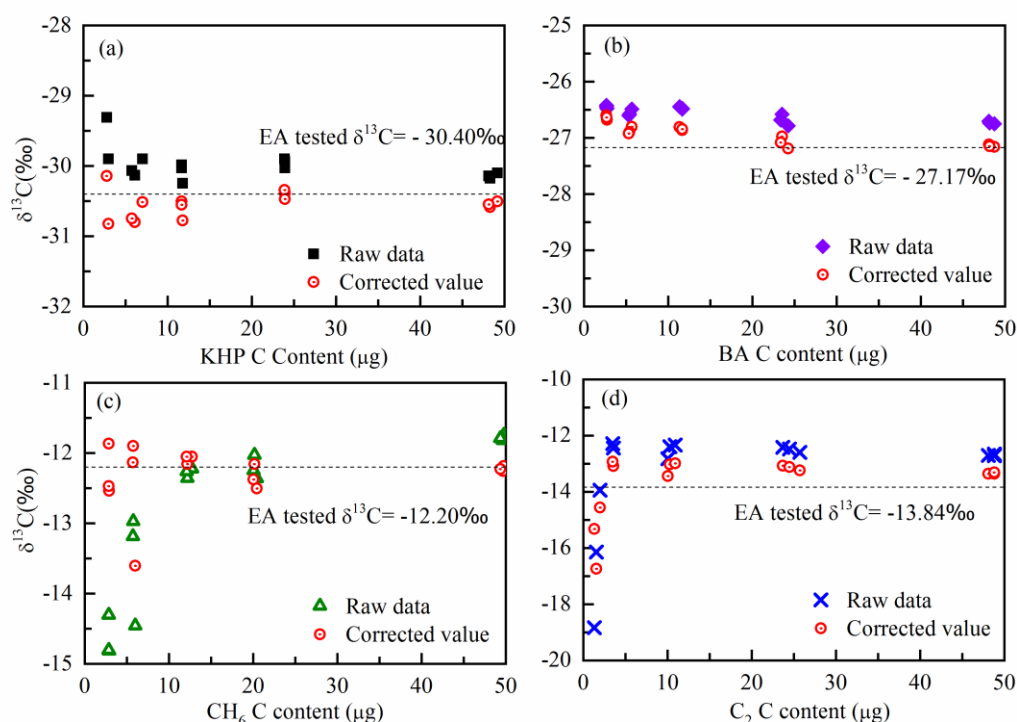 (a)
-28
-29
-30
-31
-32
δ¹³C(‰)
EA tested δ¹³C= - 30.40‰
Raw data
Corrected value
0 10 20 30 40 50
KHP C Content (μg)
(b)
-25
-26
-27
-28
-29
-30
EA tested δ¹³C= - 27.17‰
Raw data
Corrected value
0 10 20 30 40 50
BA C content (μg)
(c)
-11
-12
-13
-14
-15
δ¹³C(‰)
EA tested δ¹³C= -12.20‰
Raw data
Corrected value
0 10 20 30 40 50
CH₆ C content (μg)
(d)
-10
-12
-14
-16
-18
-20
EA tested δ¹³C= -13.84‰
Raw data
Corrected value
0 10 20 30 40 50
C₂ C content (μg)